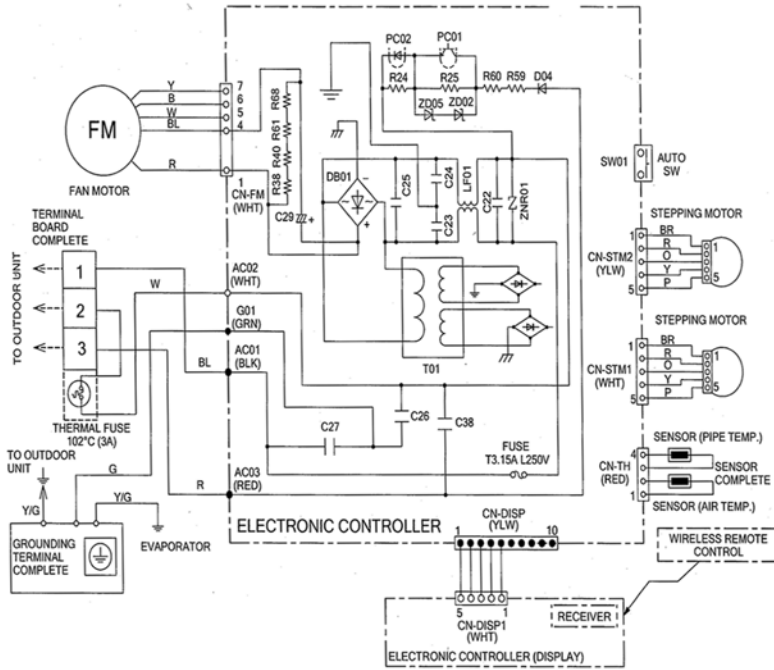 PC02
PC01
R24
R25
R60
R59
D04
ZD05
ZD02
7
6
5
4
1
Y
B
W
BL
R
FM
FAN MOTOR
CN-FM
(WHT)
R68
R61
R40
R38
C29
+
DB01
−
+
C25
C24
C23
LF01
C22
ZNR01
T01
SW01
AUTO
SW
STEPPING MOTOR
CN-STM2
(YLW)
1
5
BR
R
O
Y
P
1
5
STEPPING MOTOR
CN-STM1
(WHT)
1
5
BR
R
O
Y
P
1
5
CN-TH
(RED)
4
1
SENSOR (PIPE TEMP.)
SENSOR
COMPLETE
SENSOR (AIR TEMP.)
TERMINAL
BOARD
COMPLETE
TO OUTDOOR UNIT
1
2
3
THERMAL FUSE
102°C (3A)
W
AC02
(WHT)
G01
(GRN)
BL
AC01
(BLK)
R
AC03
(RED)
C27
C26
C38
FUSE
T3.15A L250V
TO OUTDOOR
UNIT
G
Y/G
Y/G
GROUNDING
TERMINAL
COMPLETE
EVAPORATOR
ELECTRONIC CONTROLLER
CN-DISP
(YLW)
1
10
5
1
CN-DISP1
(WHT)
RECEIVER
ELECTRONIC CONTROLLER (DISPLAY)
WIRELESS REMOTE
CONTROL